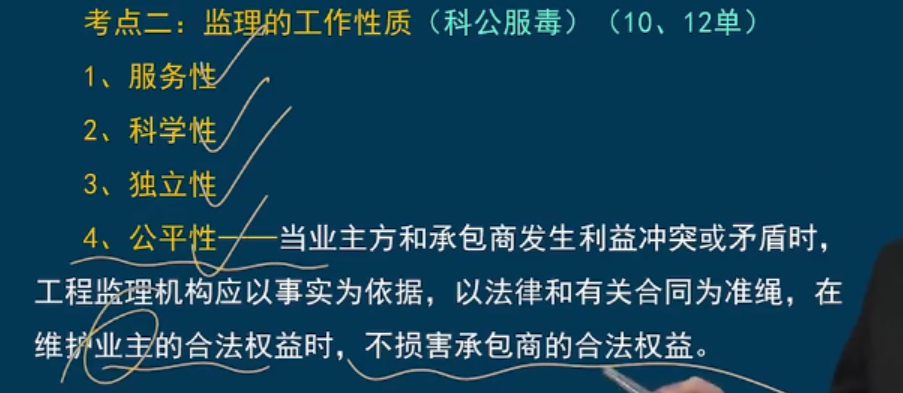 考点二：监理的工作性质（科公服毒）（10、12单）
1、服务性
2、科学性
3、独立性
4、公平性——当业主方和承包商发生利益冲突或矛盾时，
工程监理机构应以事实为依据，以法律和有关合同为准绳，在
维护业主的合法权益时，不损害承包商的合法权益。